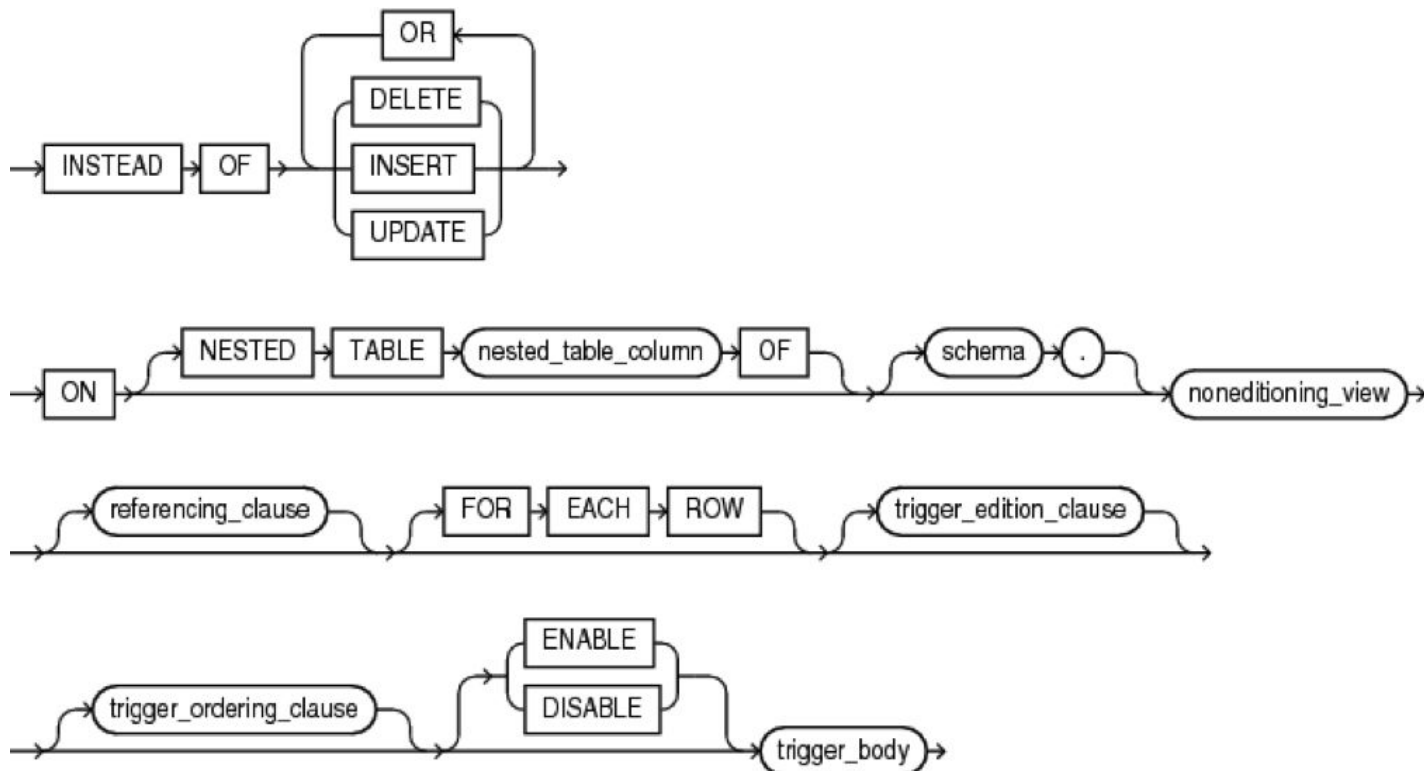 OR
DELETE
INSTEAD OF INSERT
UPDATE
NESTED TABLE nested_table_column OF schema .
ON noneditioning_view
referencing_clause FOR EACH ROW trigger_edition_clause
ENABLE
trigger_ordering_clause DISABLE
trigger_body